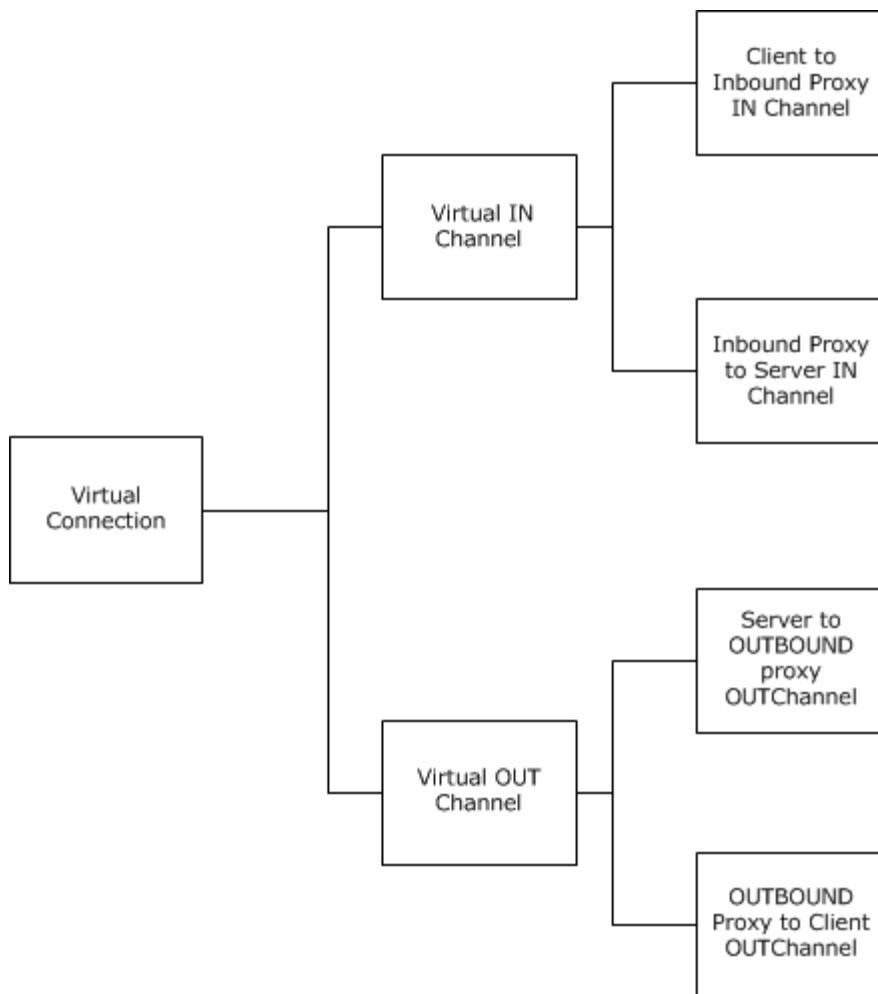 Client to
Inbound Proxy
IN Channel
Virtual IN
Channel
Inbound Proxy
to Server IN
Channel
Virtual
Connection
Server to
OUTBOUND
proxy
OUTChannel
Virtual OUT
Channel
OUTBOUND
Proxy to Client
OUTChannel